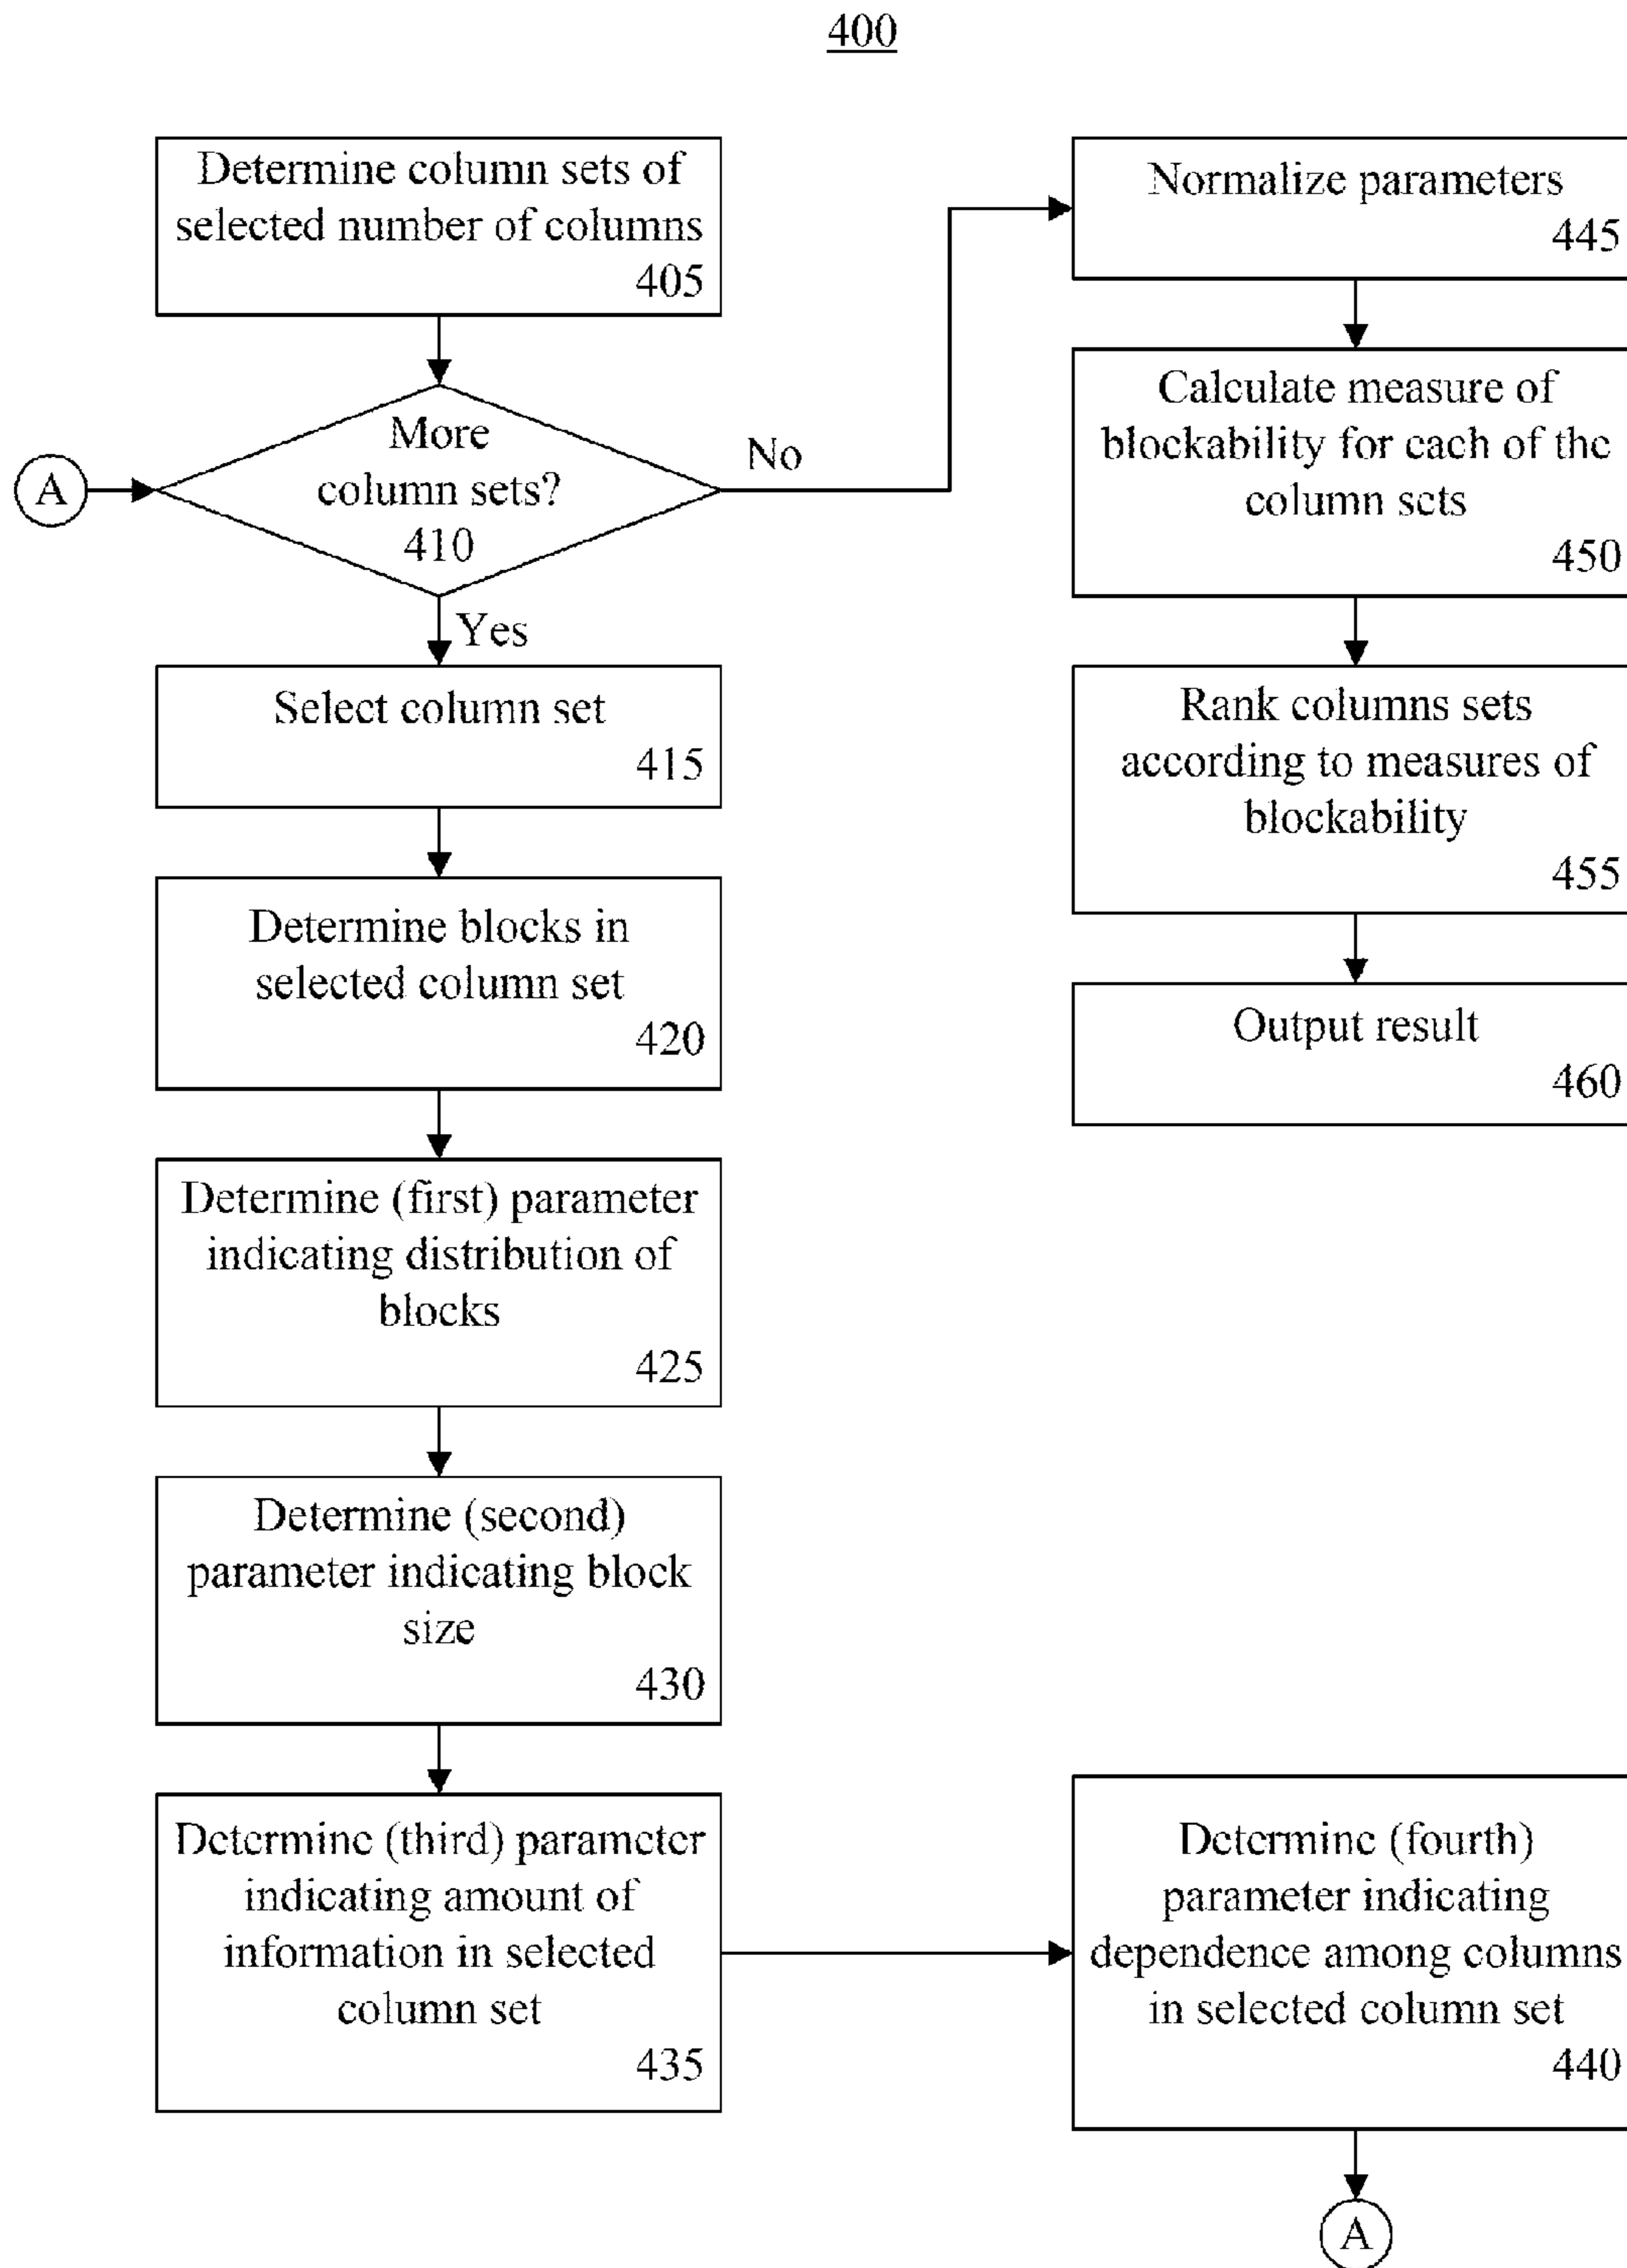 400
Determine column sets of
selected number of columns
405
More
column sets?
410
A
No
Yes
Select column set
415
Determine blocks in
selected column set
420
Determine (first) parameter
indicating distribution of
blocks
425
Determine (second)
parameter indicating block
size
430
Determine (third) parameter
indicating amount of
information in selected
column set
435
Determine (fourth)
parameter indicating
dependence among columns
in selected column set
440
A
Normalize parameters
445
Calculate measure of
blockability for each of the
column sets
450
Rank columns sets
according to measures of
blockability
455
Output result
460